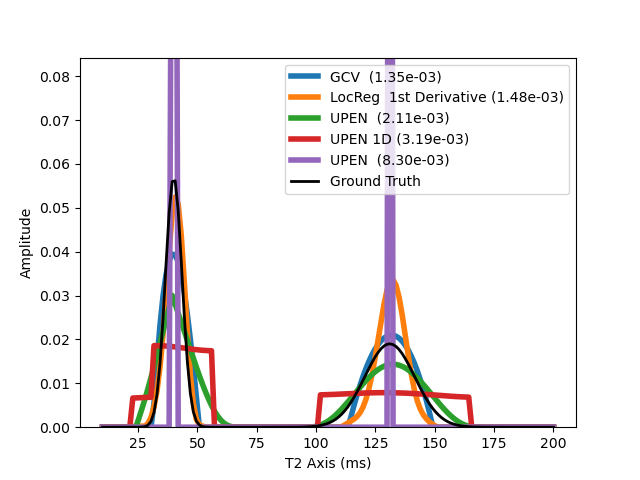 0.08
0.07
0.06
0.05
0.04
0.03
0.02
0.01
0.00
Amplitude
GCV  (1.35e-03)
LocReg  1st Derivative (1.48e-03)
UPEN  (2.11e-03)
UPEN 1D (3.19e-03)
UPEN  (8.30e-03)
Ground Truth
25 50 75 100 125 150 175 200
T2 Axis (ms)